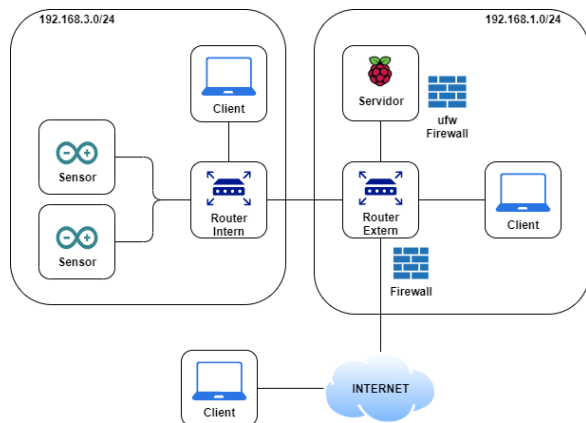 192.168.3.0/24
192.168.1.0/24
Client
Servidor
ufw
Firewall
Sensor
Router
Intern
Router
Extern
Client
Sensor
Firewall
INTERNET
Client